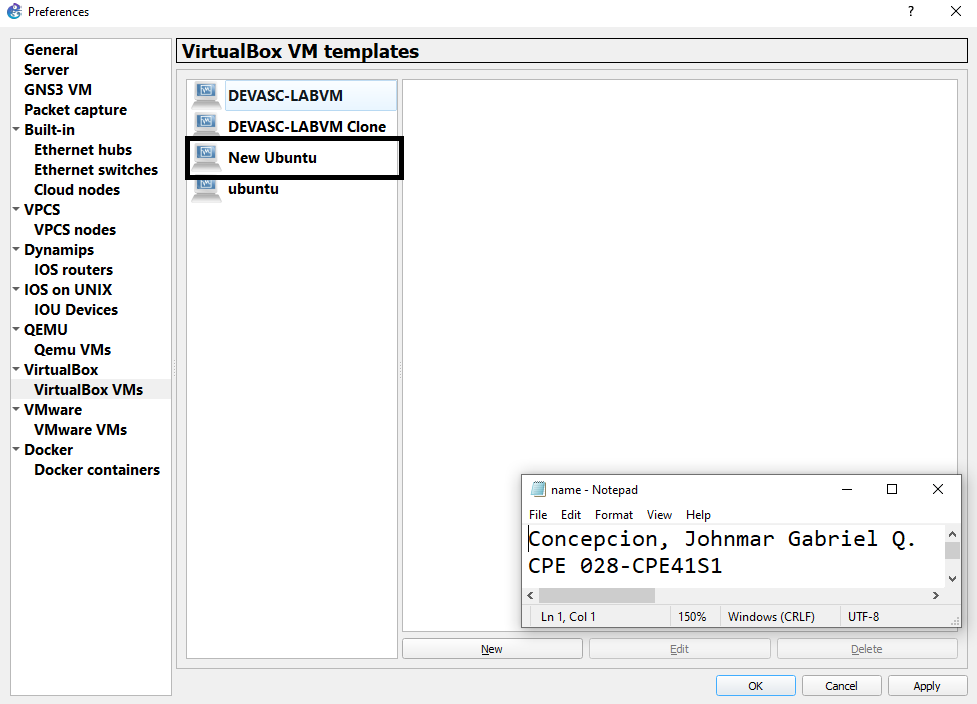 Preferences
?
General
Server
GNS3 VM
Packet capture
Built-in
Ethernet hubs
Ethernet switches
Cloud nodes
VPCS
VPCS nodes
Dynamips
IOS routers
IOS on UNIX
IOU Devices
QEMU
Qemu VMs
VirtualBox
VirtualBox VMs
VMware
VMware VMs
Docker
Docker containers
VirtualBox VM templates
DEVASC-LABVM
DEVASC-LABVM Clone
New Ubuntu
ubuntu
name - Notepad
File Edit Format View Help
Concepcion, Johnmar Gabriel Q.
CPE 028-CPE41S1
Ln 1, Col 1 150% Windows (CRLF) UTF-8
New Edit Delete
OK Cancel Apply